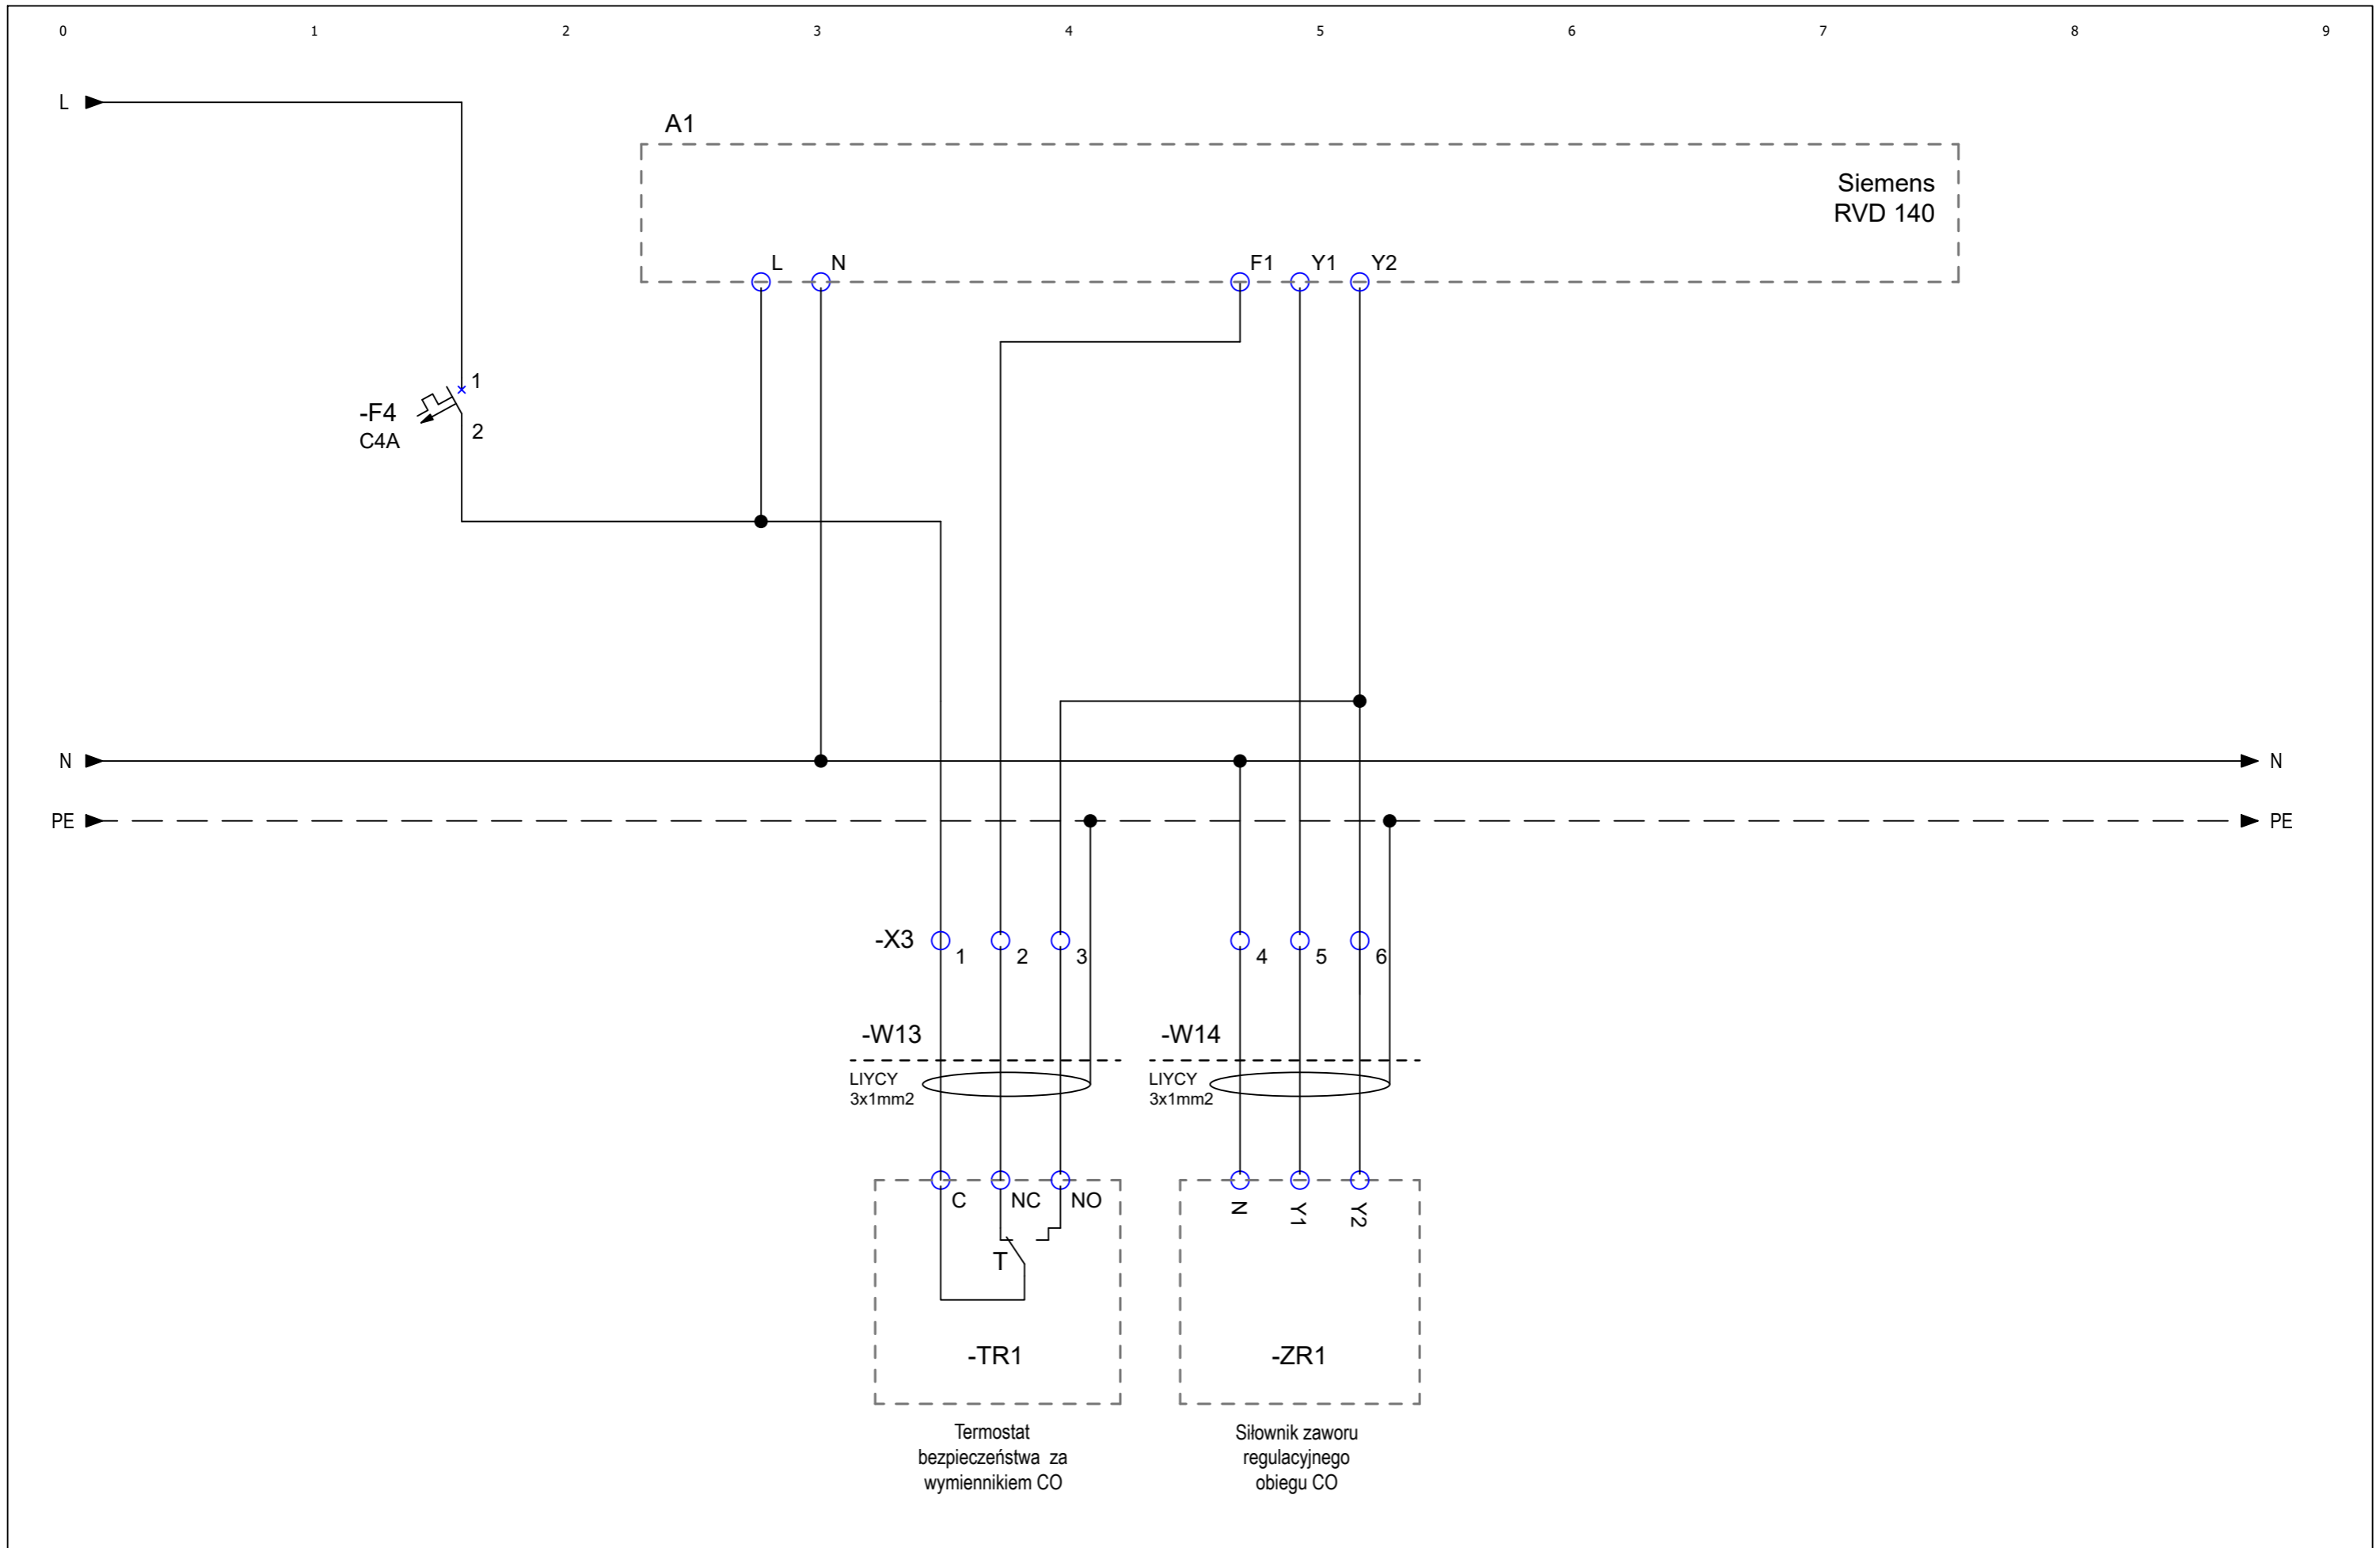 0 1 2 3 4 5 6 7 8 9
L
A1
Siemens
RVD 140
L N F1 Y1 Y2
1
-F4
C4A
2
N N
PE PE
-X3 1 2 3 4 5 6
-W13 -W14
LIYCY LIYCY
3x1mm2 3x1mm2
C NC NO N Y1 Y2
T
-TR1 -ZR1
Termostat
bezpieczeństwa za
wymiennikiem CO
Siłownik zaworu
regulacyjnego
obiegu CO